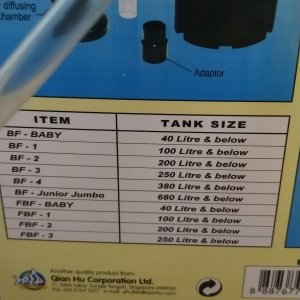 diffusing
chamber
Adaptor
ITEM TANK SIZE
BF - BABY 40 Litre & below
BF - 1 100 Litre & below
BF - 2 200 Litre & below
BF - 3 250 Litre & below
BF - 4 380 Litre & below
BF - Junior Jumbo 680 Litre & below
FBF - BABY 40 Litre & below
FBF - 1 100 Litre & below
FBF - 2 200 Litre & below
FBF - 3 250 Litre & below
Another quality product from
Qian Hu Corporation Ltd.